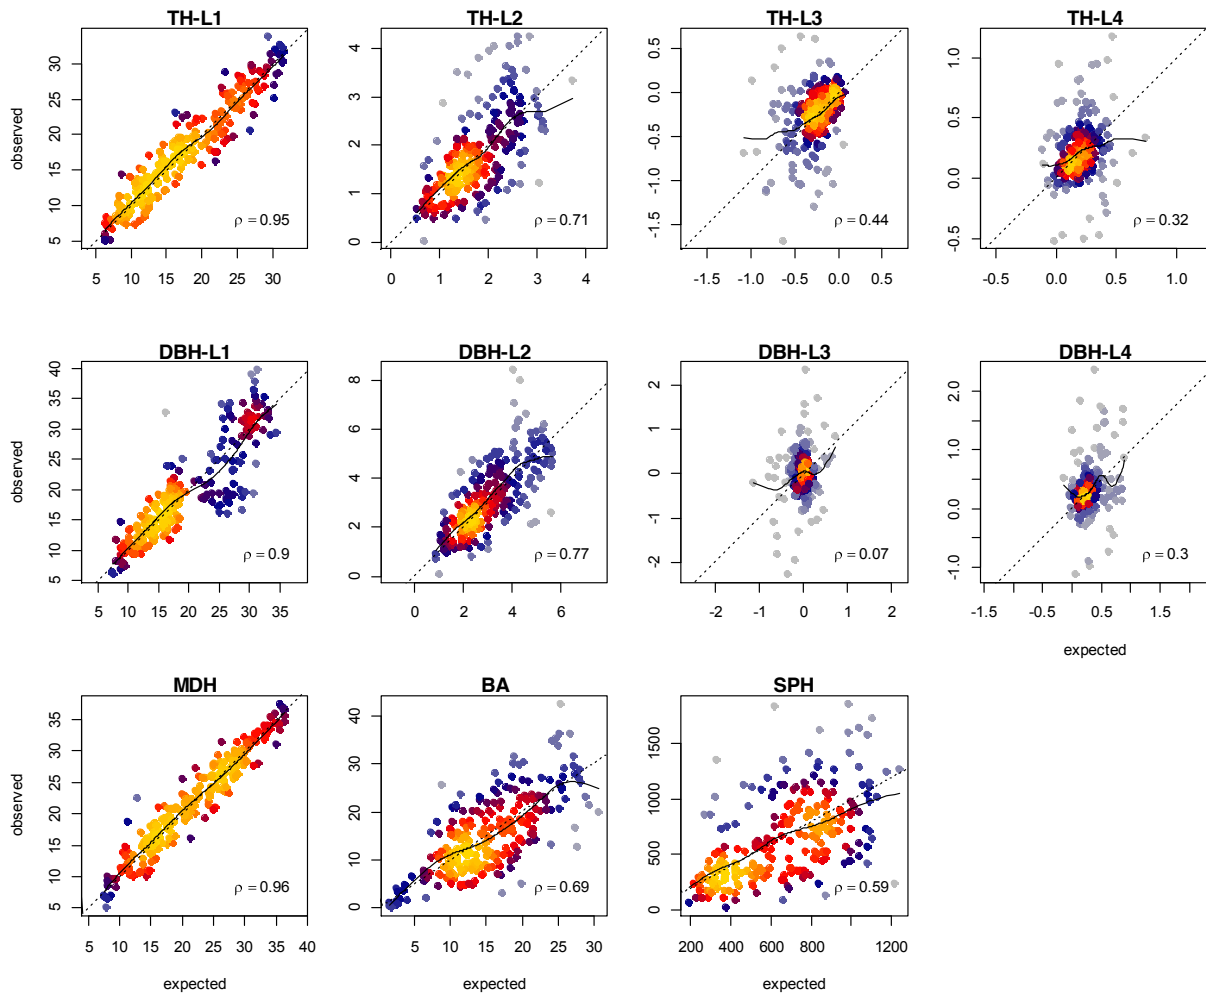 TH-L1
observed
30
25
20
15
10
5
ρ = 0.95
5 10 15 20 25 30
TH-L2
4
3
2
1
0
ρ = 0.71
0 1 2 3 4
TH-L3
0.5
0.0
-0.5
-1.0
-1.5
ρ = 0.44
-1.5 -1.0 -0.5 0.0 0.5
TH-L4
1.0
0.5
0.0
-0.5
ρ = 0.32
-0.5 0.0 0.5 1.0
DBH-L1
observed
40
35
30
25
20
15
10
5
ρ = 0.9
5 10 15 20 25 30 35
DBH-L2
8
6
4
2
0
ρ = 0.77
0 2 4 6
DBH-L3
2
1
0
-1
-2
ρ = 0.07
-2 -1 0 1 2
DBH-L4
2.0
1.0
0.0
-1.0
ρ = 0.3
-1.5 -0.5 0.5 1.5
expected
MDH
observed
35
30
25
20
15
10
5
ρ = 0.96
5 10 15 20 25 30 35 40
expected
BA
40
30
20
10
0
ρ = 0.69
5 10 15 20 25 30
expected
SPH
1500
1000
500
0
ρ = 0.59
200 400 600 800 1000 1200
expected